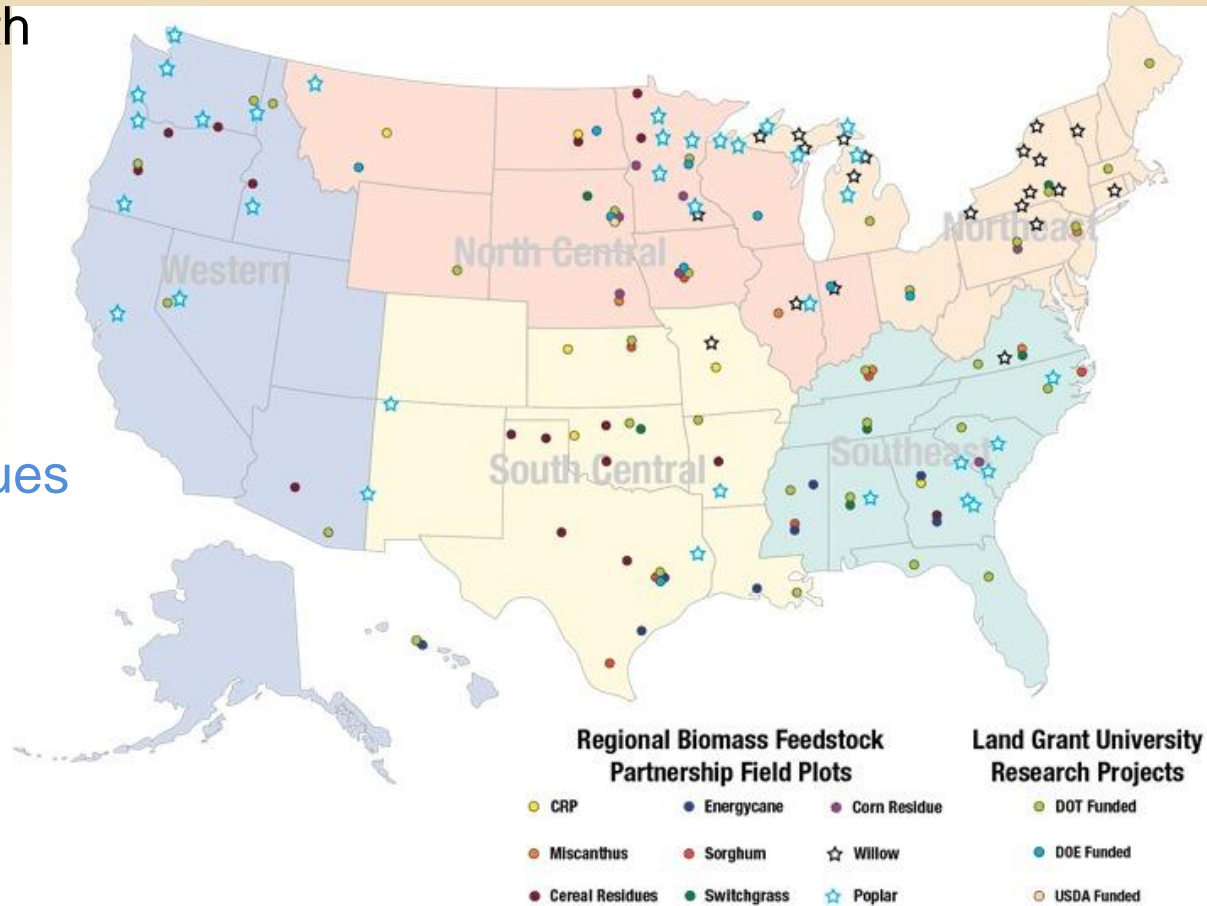 th
ues
Western
North Central
Northeast
South Central
Southeast
Regional Biomass Feedstock
Partnership Field Plots
CRP
Energycane
Corn Residue
Miscanthus
Sorghum
Willow
Cereal Residues
Switchgrass
Poplar
Land Grant University
Research Projects
DOT Funded
DOE Funded
USDA Funded